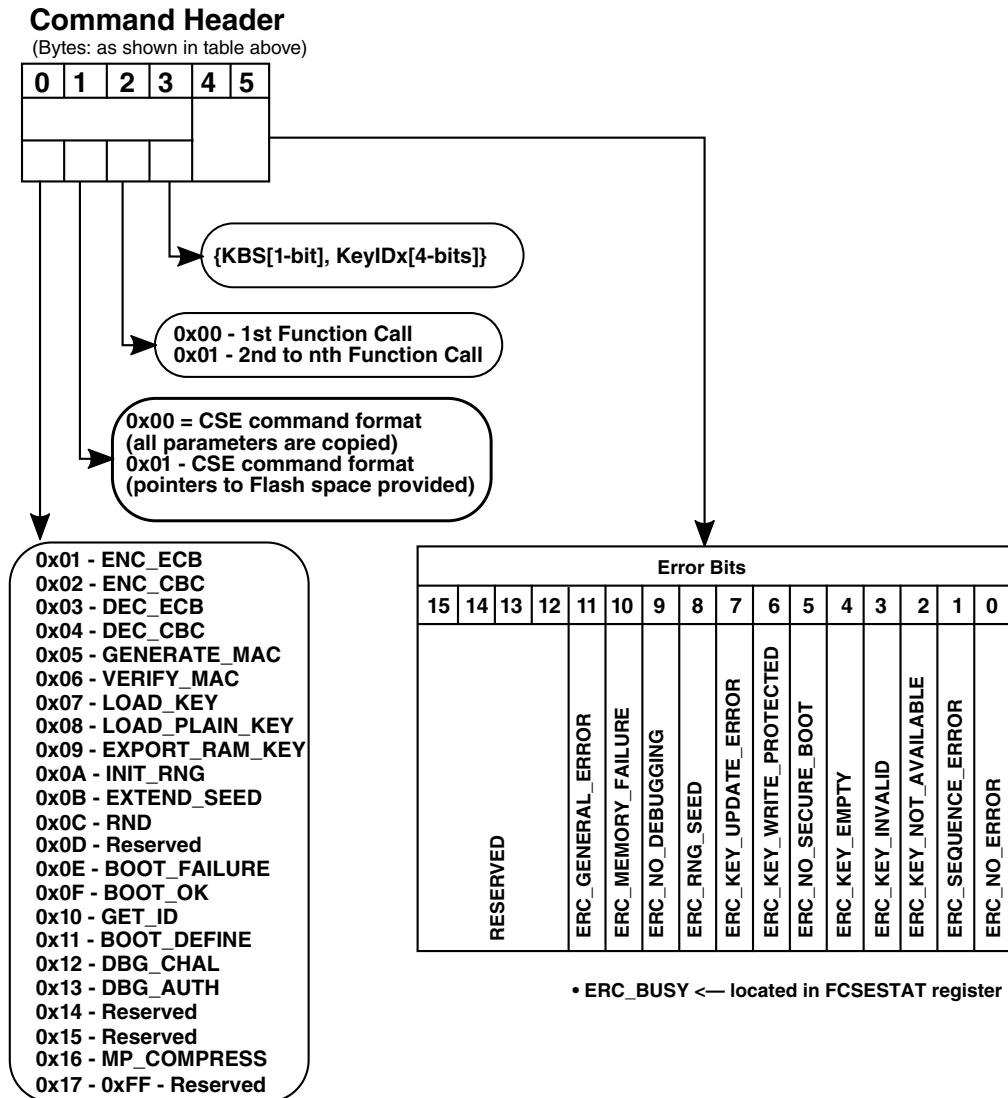 Command Header
(Bytes: as shown in table above)
0 1 2 3 4 5
{KBS[1-bit], KeyIDx[4-bits]}
0x00 - 1st Function Call
0x01 - 2nd to nth Function Call
0x00 = CSE command format
(all parameters are copied)
0x01 - CSE command format
(pointers to Flash space provided)
0x01 - ENC_ECB
0x02 - ENC_CBC
0x03 - DEC_ECB
0x04 - DEC_CBC
0x05 - GENERATE_MAC
0x06 - VERIFY_MAC
0x07 - LOAD_KEY
0x08 - LOAD_PLAIN_KEY
0x09 - EXPORT_RAM_KEY
0x0A - INIT_RNG
0x0B - EXTEND_SEED
0x0C - RND
0x0D - Reserved
0x0E - BOOT_FAILURE
0x0F - BOOT_OK
0x10 - GET_ID
0x11 - BOOT_DEFINE
0x12 - DBG_CHAL
0x13 - DBG_AUTH
0x14 - Reserved
0x15 - Reserved
0x16 - MP_COMPRESS
0x17 - 0xFF - Reserved
Error Bits
15 14 13 12 11 10 9 8 7 6 5 4 3 2 1 0
RESERVED
ERC_GENERAL_ERROR
ERC_MEMORY_FAILURE
ERC_NO_DEBUGGING
ERC_RNG_SEED
ERC_KEY_UPDATE_ERROR
ERC_KEY_WRITE_PROTECTED
ERC_NO_SECURE_BOOT
ERC_KEY_EMPTY
ERC_KEY_INVALID
ERC_KEY_NOT_AVAILABLE
ERC_SEQUENCE_ERROR
ERC_NO_ERROR
• ERC_BUSY <— located in FCSESTAT register